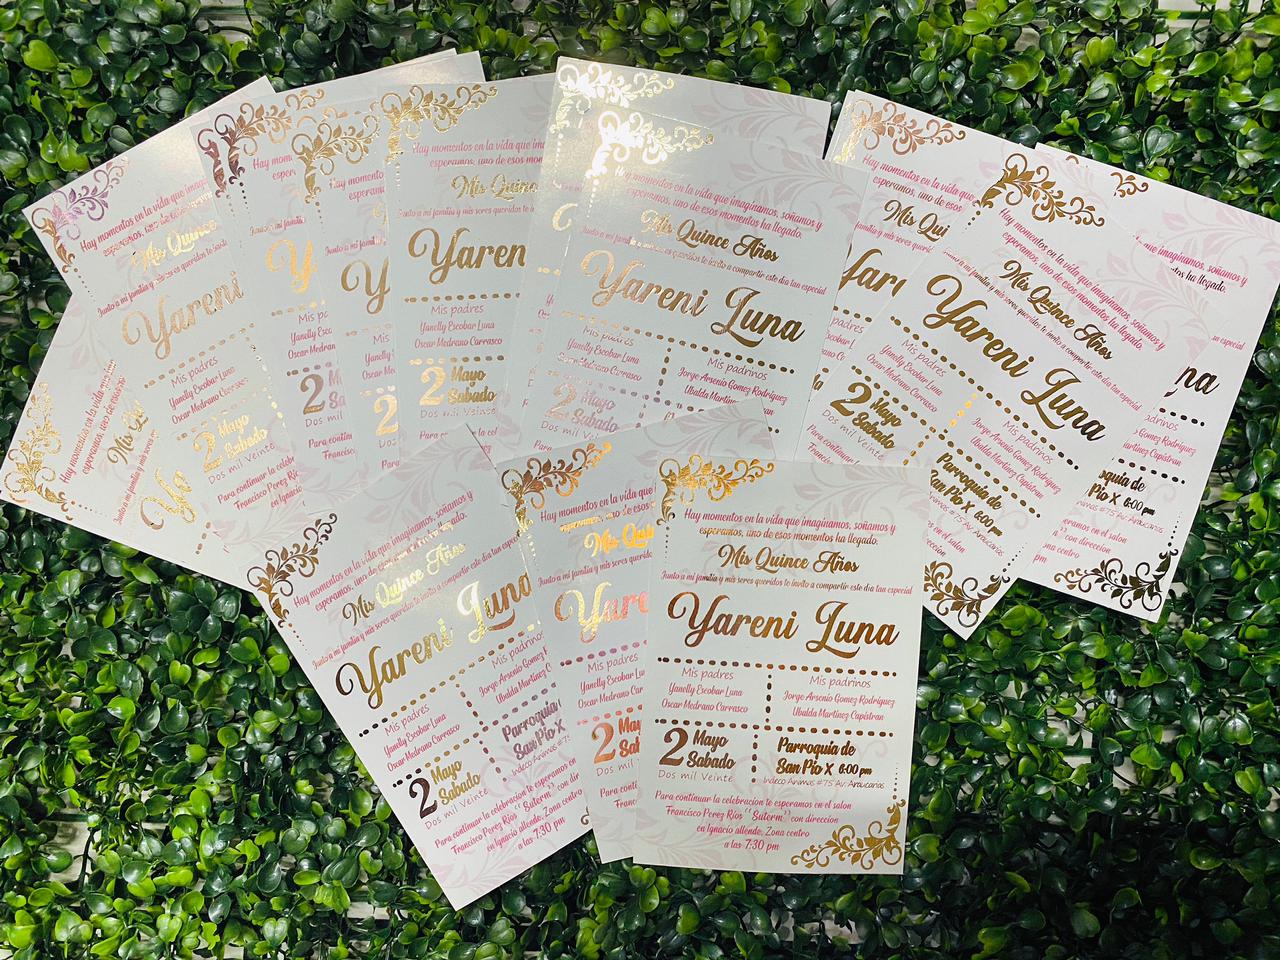 Hay momentos en la vida que imaginamos, soñamos y
esperamos, uno de esos momentos ha llegado.
Mis Quince Años
Junto a mi familia y mis seres queridos te invito a compartir este dia tan especial
Yareni Luna
Mis padres
Yanelly Escobar Luna
Oscar Medrano Carrasco
Mis padrinos
Jorge Arsenio Gomez Rodriguez
Ubalda Martinez Capistran
2 Mayo
Sabado
Dos mil Veinte
Parroquia de
San Pio X 6:00 pm
Indeco Animas #75 Av. Araucarias
Para continuar la celebracion te esperamos en el salon
Francisco Perez Rios "Suterm" con direccion
en Ignacio allende, Zona centro
a las 7:30 pm